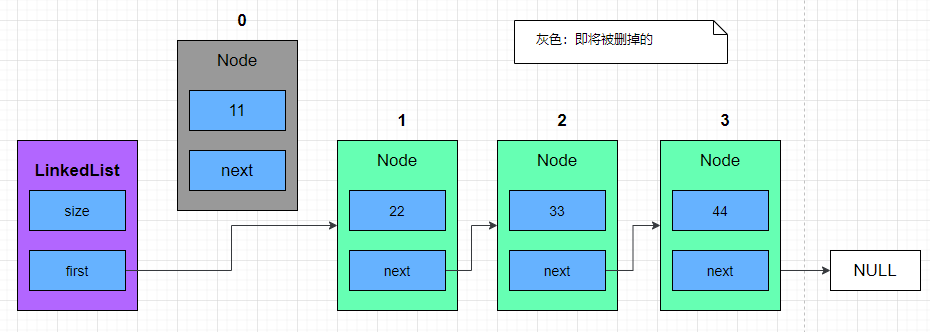 0
灰色：即将被删掉的
Node
11
next
1
2
3
LinkedList
size
first
Node
22
next
Node
33
next
Node
44
next
NULL